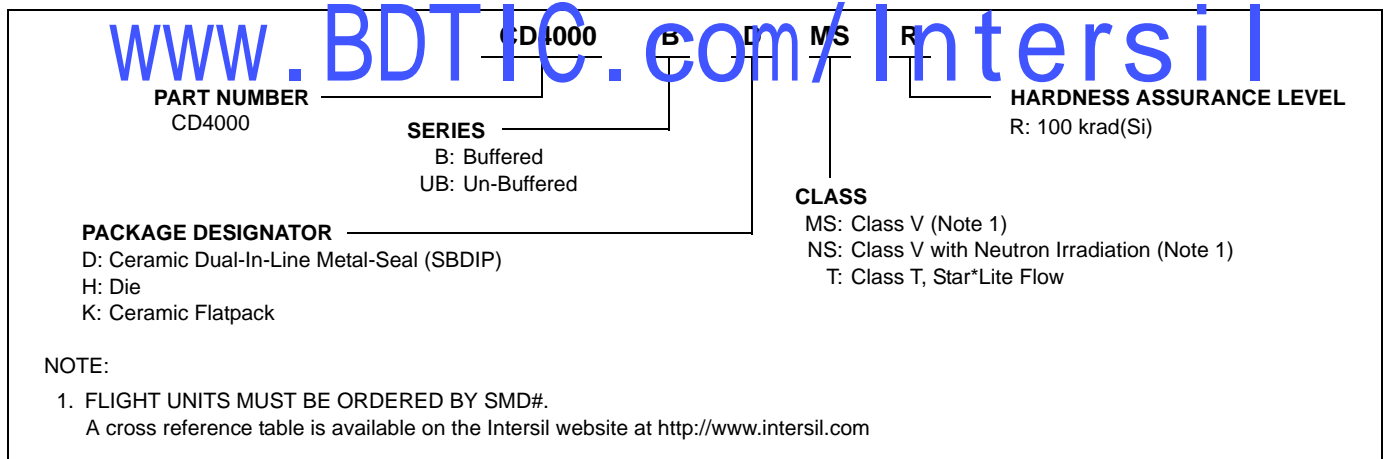 www.BDTIC.com/Intersil
CD4000 B D MS R
PART NUMBER
CD4000
HARDNESS ASSURANCE LEVEL
R: 100 krad(Si)
SERIES
B: Buffered
UB: Un-Buffered
CLASS
MS: Class V (Note 1)
NS: Class V with Neutron Irradiation (Note 1)
T: Class T, Star*Lite Flow
PACKAGE DESIGNATOR
D: Ceramic Dual-In-Line Metal-Seal (SBDIP)
H: Die
K: Ceramic Flatpack
NOTE:
1. FLIGHT UNITS MUST BE ORDERED BY SMD#.
A cross reference table is available on the Intersil website at http://www.intersil.com